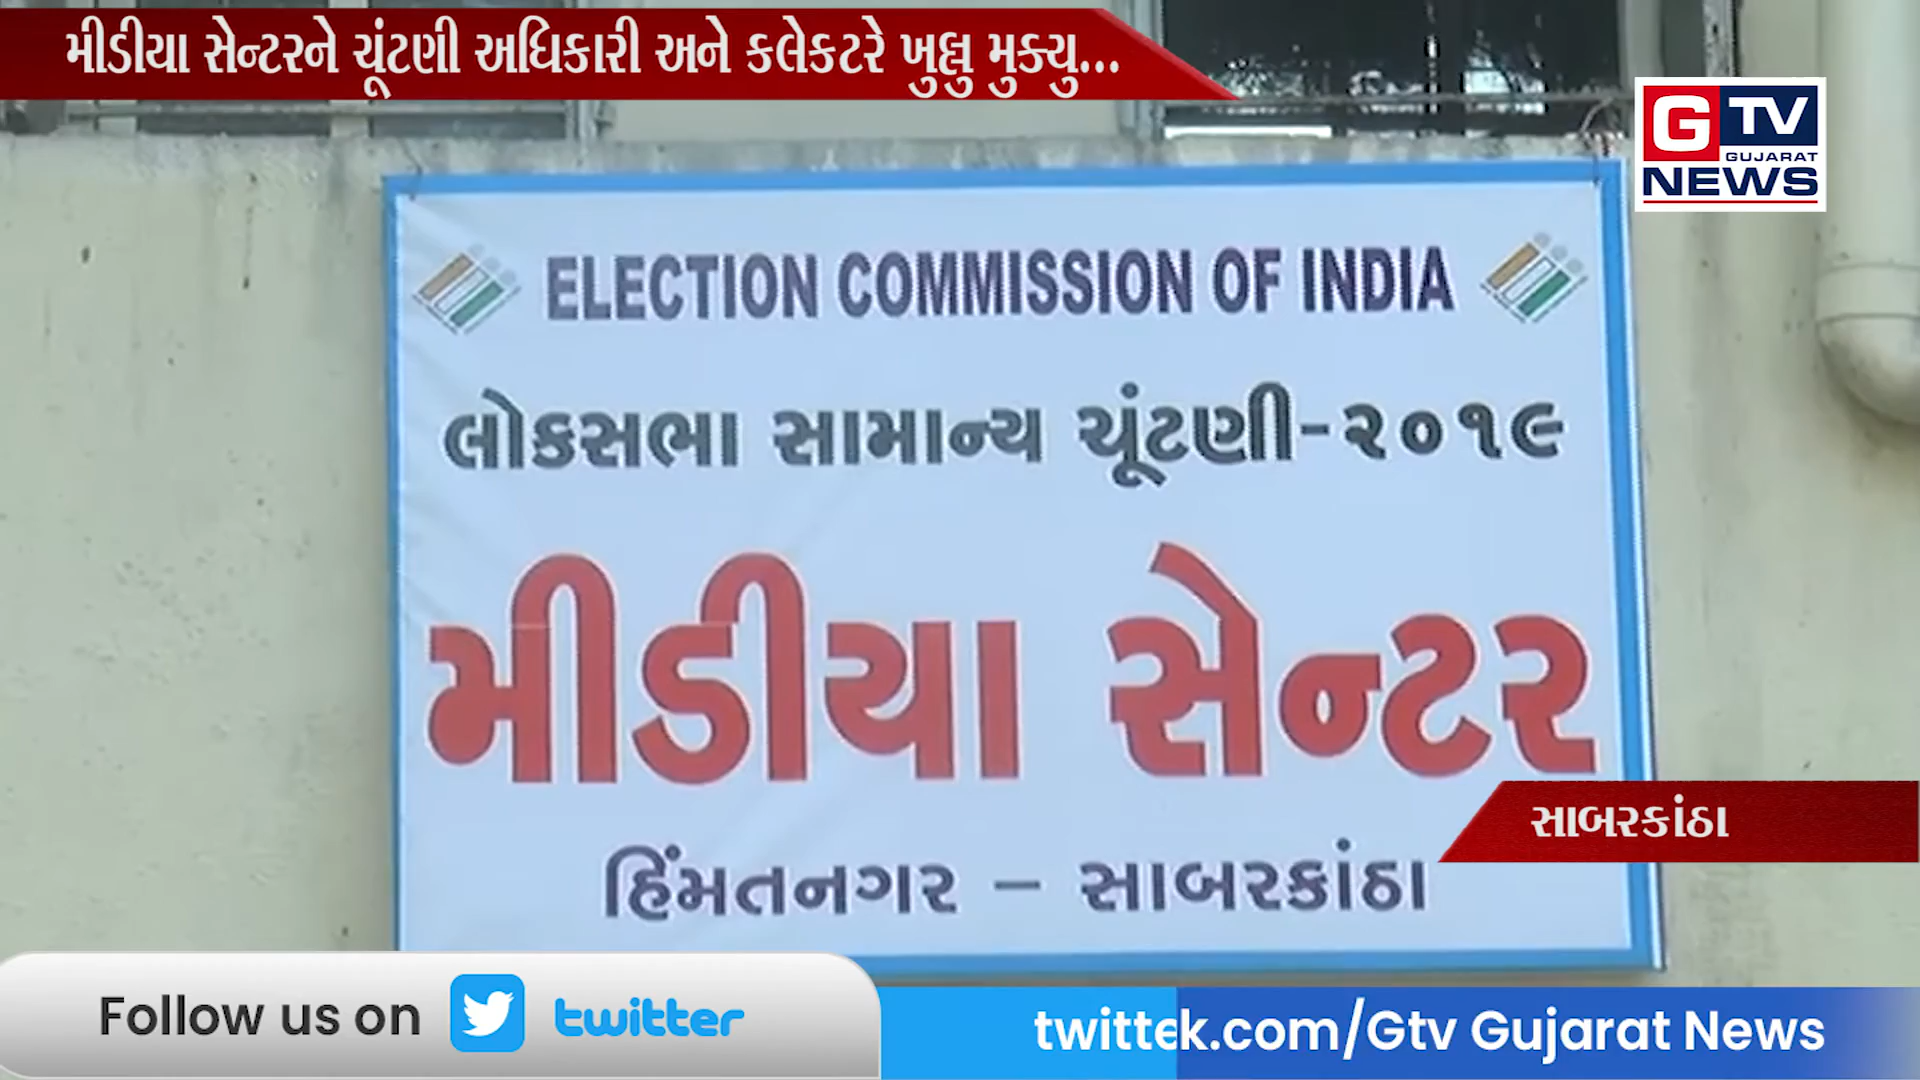 મીડીયા સેન્ટરને ચૂંટણી અધિકારી અને કલેકટરે ખુલ્લુ મુક્યુ...
G TV
GUJARAT
NEWS
ELECTION COMMISSION OF INDIA
લોકસભા સામાન્ય ચૂંટણી-૨૦૧૯
મીડીયા સેન્ટર
સાબરકાંઠા
હિંમતનગર – સાબરકાંઠા
Follow us on twitter
twittek.com/Gtv Gujarat News